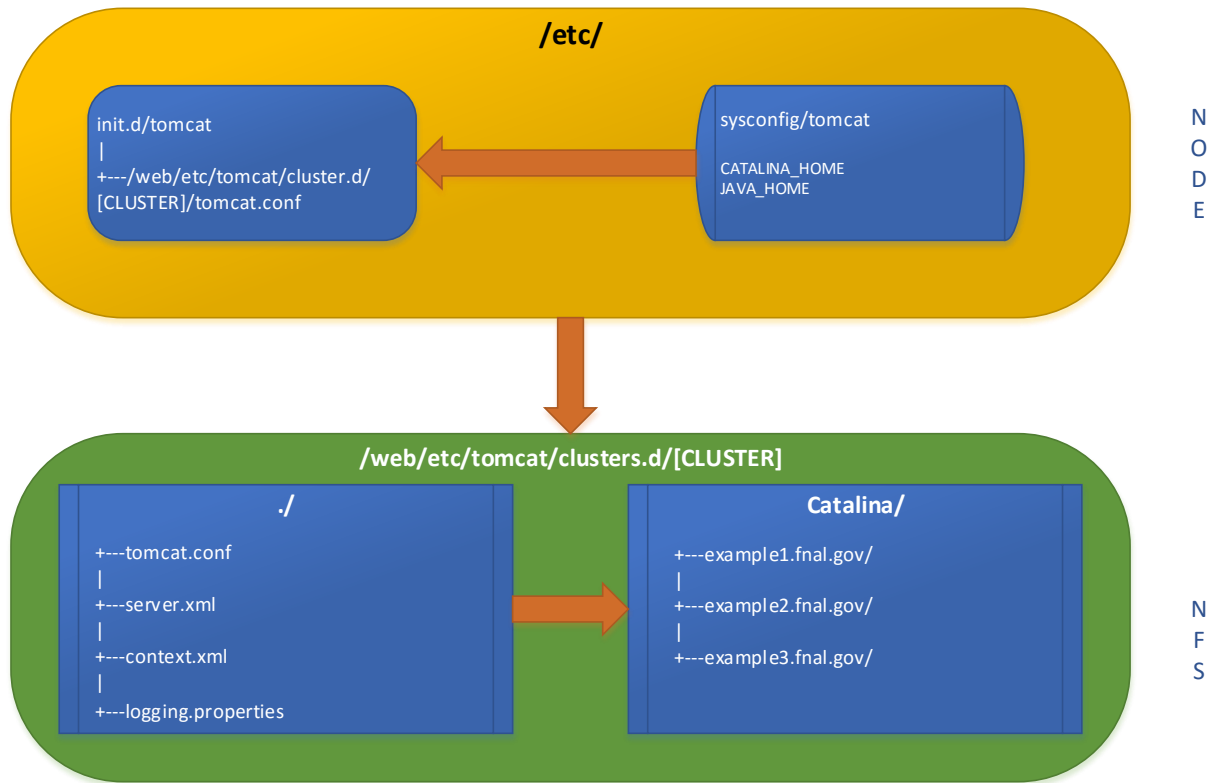 /etc/
init.d/tomcat
|
+---/web/etc/tomcat/cluster.d/
[CLUSTER]/tomcat.conf
sysconfig/tomcat
CATALINA_HOME
JAVA_HOME
N
O
D
E
/web/etc/tomcat/clusters.d/[CLUSTER]
./
+---tomcat.conf
|
+---server.xml
|
+---context.xml
|
+---logging.properties
Catalina/
+---example1.fnal.gov/
|
+---example2.fnal.gov/
|
+---example3.fnal.gov/
N
F
S